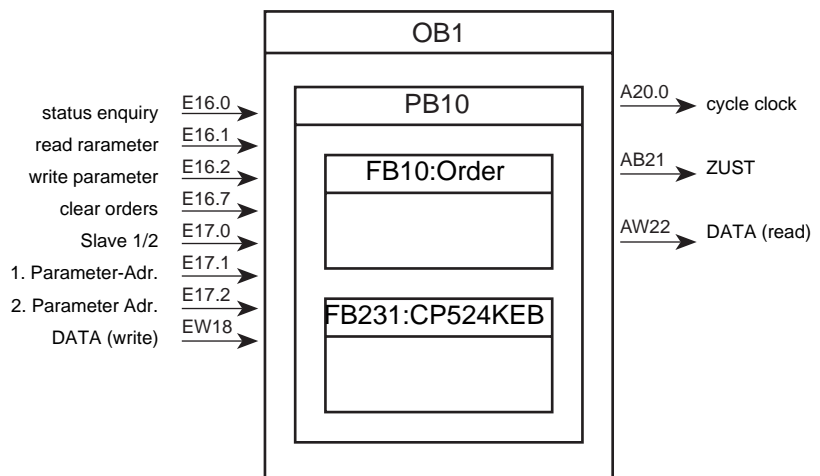 OB1
PB10
FB10:Order
FB231:CP524KEB
status enquiry E16.0
read rarameter E16.1
write parameter E16.2
clear orders E16.7
Slave 1/2 E17.0
1. Parameter-Adr. E17.1
2. Parameter Adr. E17.2
DATA (write) EW18
A20.0 cycle clock
AB21 ZUST
AW22 DATA (read)